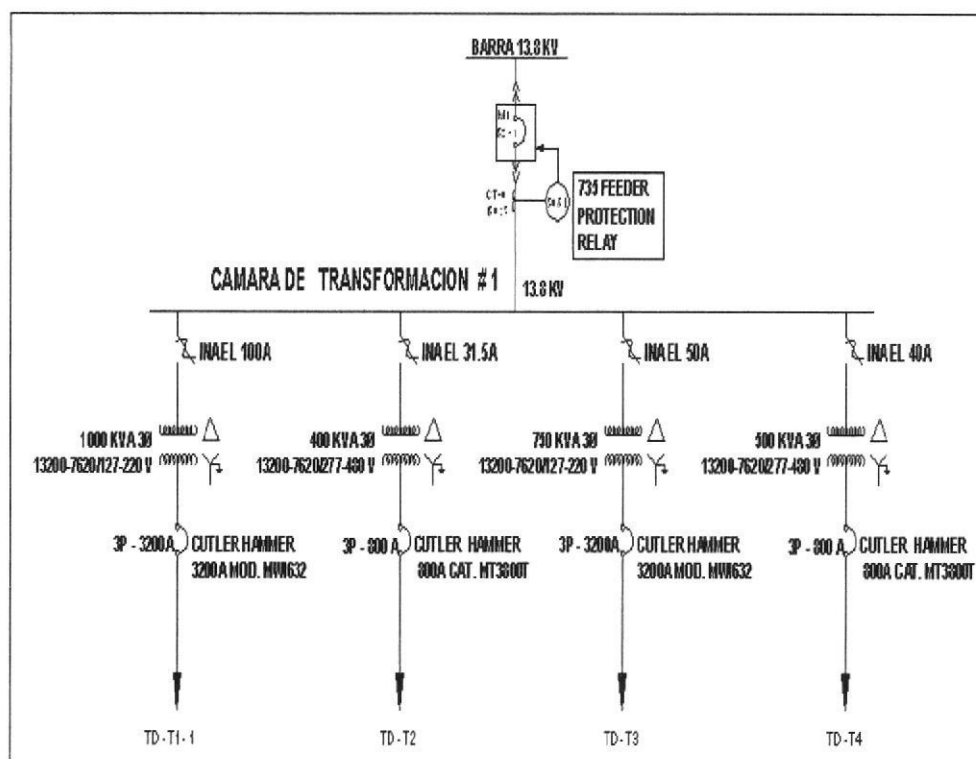 BARRA 13.8 KV
735 FEEDER
PROTECTION
RELAY
CAMARA DE TRANSFORMACION #1
13.8 KV
INAEL 100A
INAEL 31.5A
INAEL 50A
INAEL 40A
1000 KVA 3Ø
13200-7620/127-220 V
400 KVA 3Ø
13200-7620/277-480 V
750 KVA 3Ø
13200-7620/127-220 V
500 KVA 3Ø
13200-7620/277-480 V
3P - 3200A
CUTLER HAMMER
3200A MOD. MWI632
3P - 800 A
CUTLER HAMMER
800A CAT. MT3800T
3P - 3200A
CUTLER HAMMER
3200A MOD. MWI632
3P - 800 A
CUTLER HAMMER
800A CAT. MT3800T
TD - T1 - 1
TD - T2
TD - T3
TD - T4